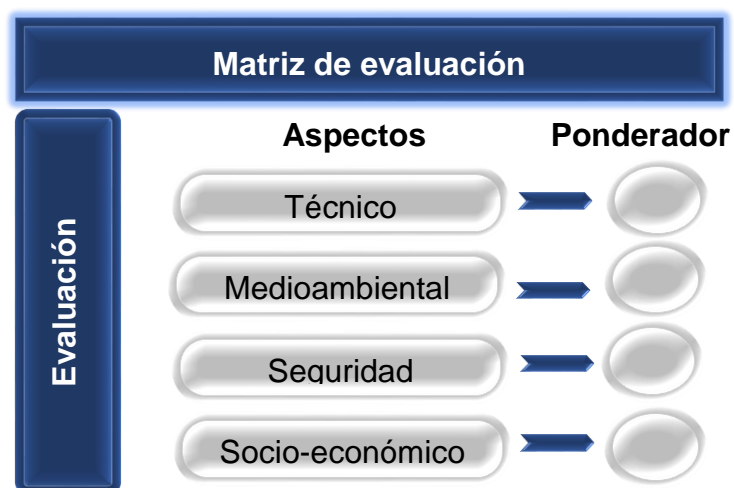 Matriz de evaluación
Evaluación
Aspectos Ponderador
Técnico
Medioambiental
Seguridad
Socio-económico